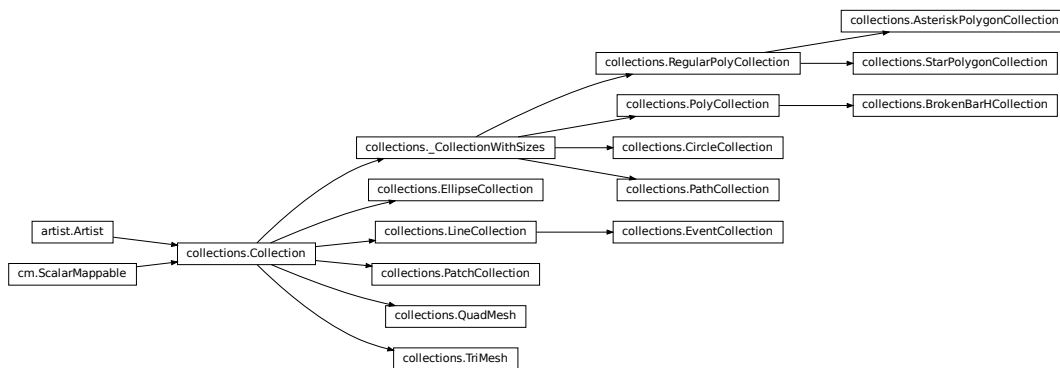 collections.AsteriskPolygonCollection
collections.RegularPolyCollection
collections.StarPolygonCollection
collections.PolyCollection
collections.BrokenBarHCollection
collections._CollectionWithSizes
collections.CircleCollection
collections.EllipseCollection
collections.PathCollection
artist.Artist
collections.LineCollection
collections.EventCollection
collections.Collection
cm.ScalarMappable
collections.PatchCollection
collections.QuadMesh
collections.TriMesh